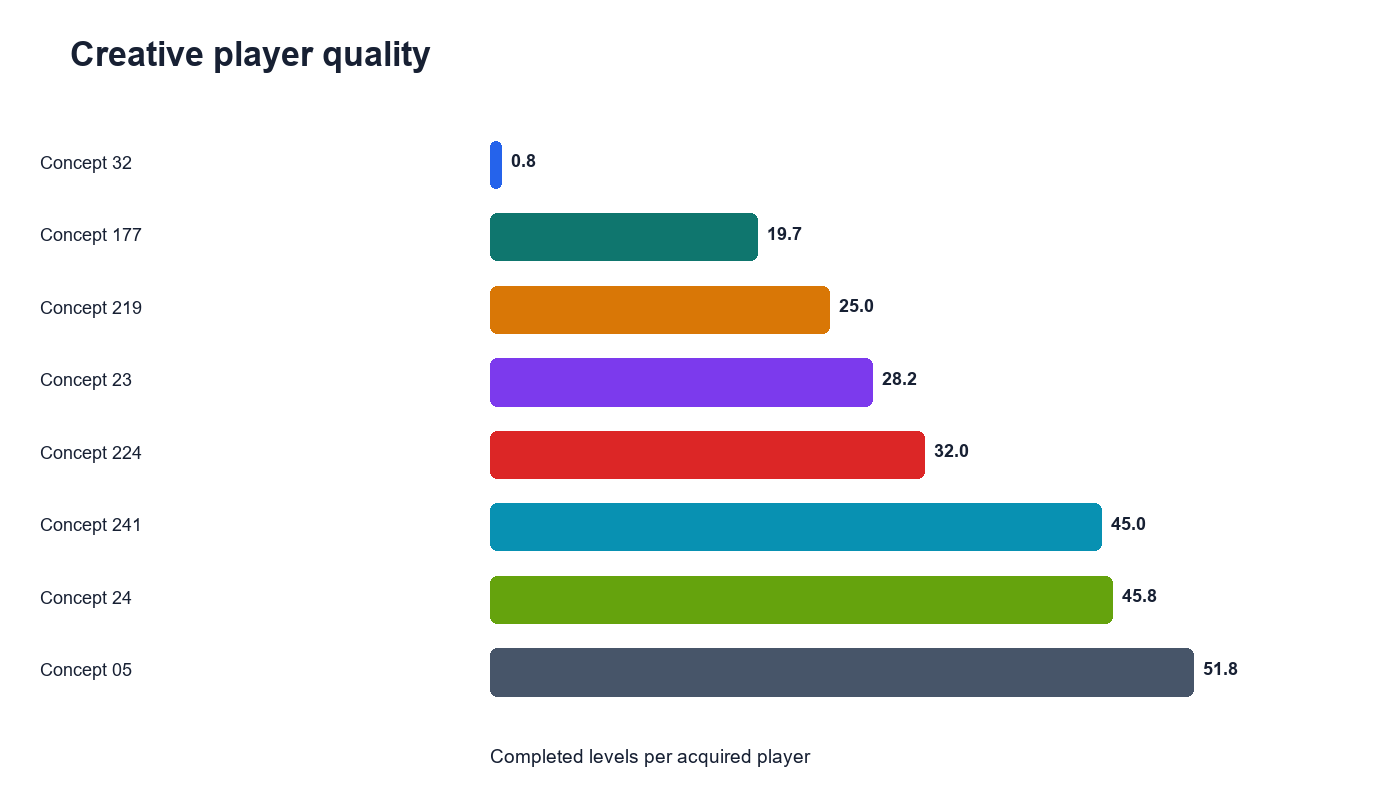 Creative player quality
Concept 32 0.8
Concept 177 19.7
Concept 219 25.0
Concept 23 28.2
Concept 224 32.0
Concept 241 45.0
Concept 24 45.8
Concept 05 51.8
Completed levels per acquired player